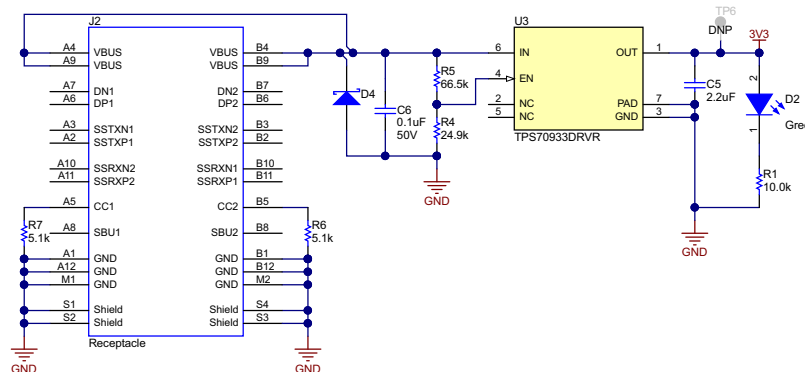 J2
A4 VBUS VBUS B4
A9 VBUS VBUS B9
A7 DN1 DN2 B7
A6 DP1 DP2 B6
A3 SSTXN1 SSTXN2 B3
A2 SSTXP1 SSTXP2 B2
A10 SSRXN2 SSRXN1 B10
A11 SSRXP2 SSRXP1 B11
A5 CC1 CC2 B5
A8 SBU1 SBU2 B8
A1 GND GND B1
A12 GND GND B12
M1 GND GND M2
S1 Shield Shield S4
S2 Shield Shield S3
Receptacle
R7
5.1k
GND
R6
5.1k
GND
D4
C6
0.1uF
50V
R5
66.5k
R4
24.9k
GND
U3
6 IN OUT 1
4 EN
2 NC PAD 7
5 NC GND 3
TPS70933DRVR
TP6
DNP
3V3
C5
2.2uF
2
D2
Gree
1
R1
10.0k
GND